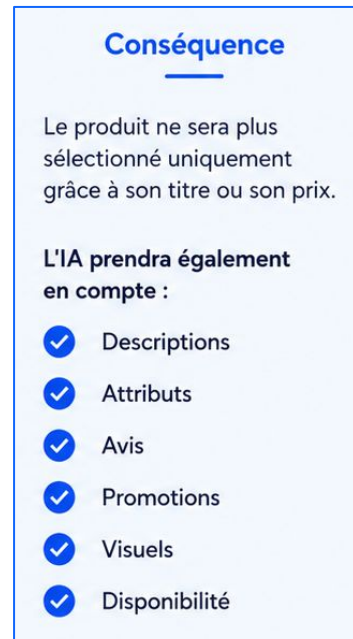 Conséquence
Le produit ne sera plus
sélectionné uniquement
grâce à son titre ou son prix.
L'IA prendra également
en compte :
Descriptions
Attributs
Avis
Promotions
Visuels
Disponibilité